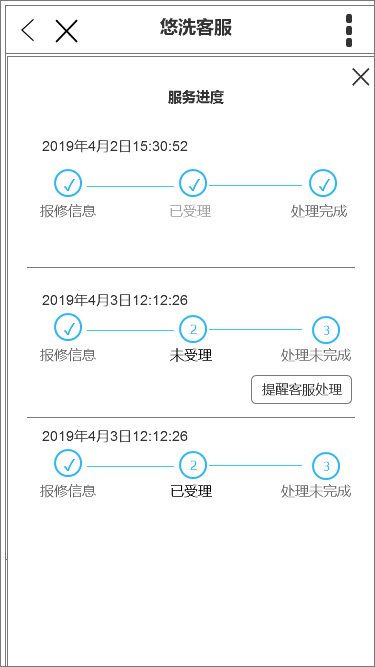 悠洗客服
服务进度
2019年4月2日15:30:52
报修信息 已受理 处理完成
2019年4月3日12:12:26
2 3
报修信息 未受理 处理未完成
提醒客服处理
2019年4月3日12:12:26
2 3
报修信息 已受理 处理未完成